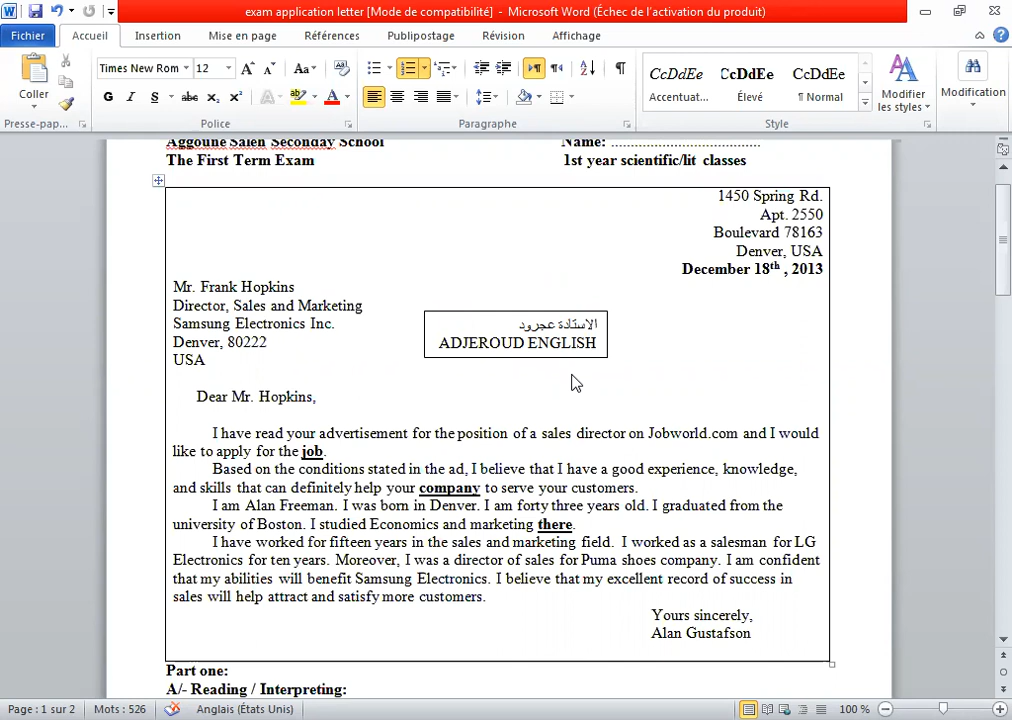 exam application letter [Mode de compatibilité] - Microsoft Word (Échec de l'activation du produit)
Fichier Accueil Insertion Mise en page Références Publipostage Révision Affichage
Coller
Times New Rom 12 Aa
G I S abc x₂ x² A ab A
CcDdEe CcDdEe CcDdEe
Accentuat... Élevé ¶ Normal
Modifier les styles
Modification
Presse-pap... Police Paragraphe Style
Aggoune Saleh Seconday School Name: ......................................
The First Term Exam 1st year scientific/lit classes
1450 Spring Rd.
Apt. 2550
Boulevard 78163
Denver, USA
December 18th , 2013
Mr. Frank Hopkins
Director, Sales and Marketing
Samsung Electronics Inc.
Denver, 80222
USA
الاستاذة عجرود
ADJEROUD ENGLISH
Dear Mr. Hopkins,
I have read your advertisement for the position of a sales director on Jobworld.com and I would
like to apply for the job.
Based on the conditions stated in the ad, I believe that I have a good experience, knowledge,
and skills that can definitely help your company to serve your customers.
I am Alan Freeman. I was born in Denver. I am forty three years old. I graduated from the
university of Boston. I studied Economics and marketing there.
I have worked for fifteen years in the sales and marketing field. I worked as a salesman for LG
Electronics for ten years. Moreover, I was a director of sales for Puma shoes company. I am confident
that my abilities will benefit Samsung Electronics. I believe that my excellent record of success in
sales will help attract and satisfy more customers.
Yours sincerely,
Alan Gustafson
Part one:
A/- Reading / Interpreting:
Page : 1 sur 2 Mots : 526 Anglais (États Unis) 100 %